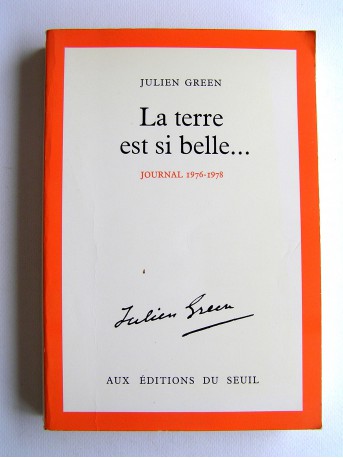 JULIEN GREEN
La terre
est si belle...
JOURNAL 1976-1978
Julien Green
AUX ÉDITIONS DU SEUIL